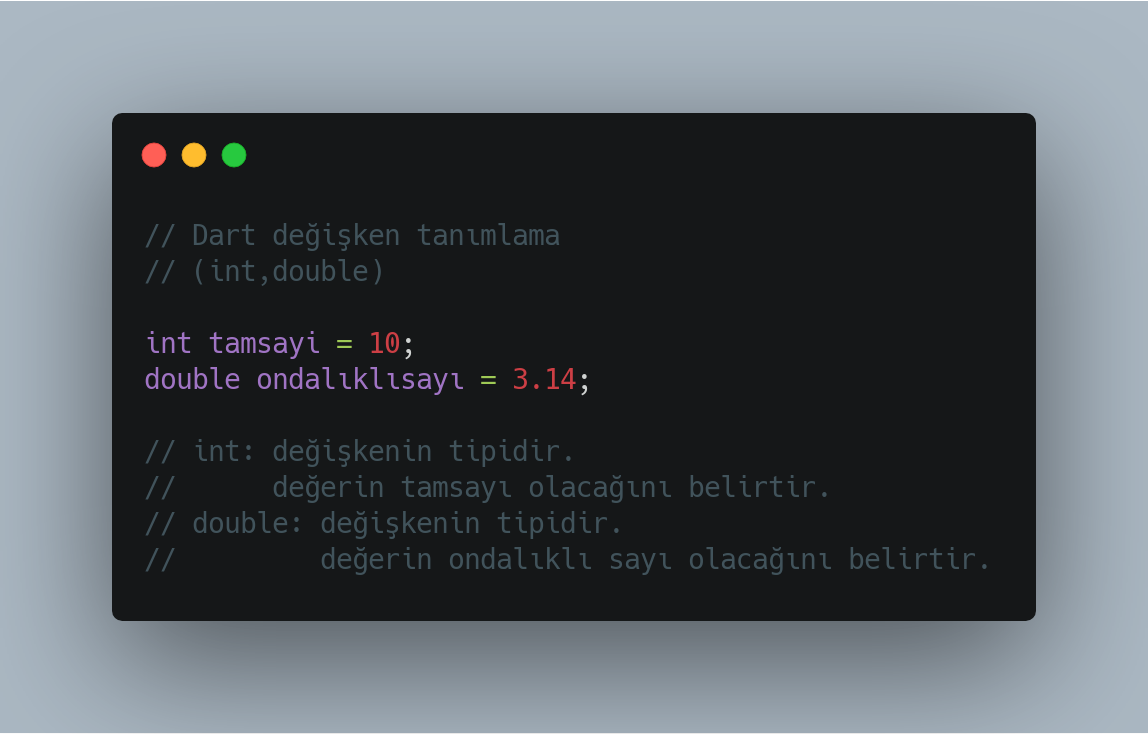 // Dart değişken tanımlama
// (int,double)
int tamsayi = 10;
double ondalıklısayı = 3.14;
// int: değişkenin tipidir.
//      değerin tamsayı olacağını belirtir.
// double: değişkenin tipidir.
//         değerin ondalıklı sayı olacağını belirtir.